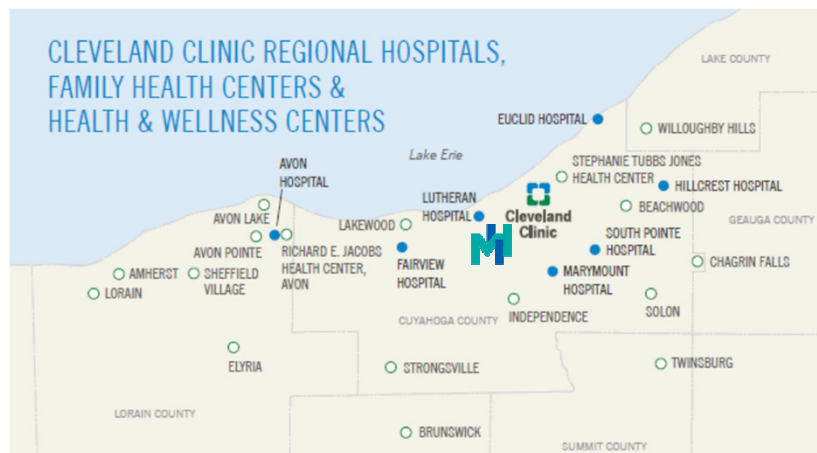 CLEVELAND CLINIC REGIONAL HOSPITALS,
FAMILY HEALTH CENTERS &
HEALTH & WELLNESS CENTERS
LAKE COUNTY
EUCLID HOSPITAL
WILLOUGHBY HILLS
Lake Erie
AVON
HOSPITAL
STEPHANIE TUBBS JONES
HEALTH CENTER
HILLCREST HOSPITAL
LUTHERAN
HOSPITAL
Cleveland
Clinic
BEACHWOOD
GEAUGA COUNTY
AVON LAKE
LAKEWOOD
SOUTH POINTE
HOSPITAL
AVON POINTE
RICHARD E. JACOBS
HEALTH CENTER,
AVON
FAIRVIEW
HOSPITAL
MH
MARYMOUNT
HOSPITAL
CHAGRIN FALLS
AMHERST
SHEFFIELD
VILLAGE
LORAIN
CUYAHOGA COUNTY
INDEPENDENCE
SOLON
ELYRIA
STRONGSVILLE
TWINSBURG
LORAIN COUNTY
BRUNSWICK
SUMMIT COUNTY